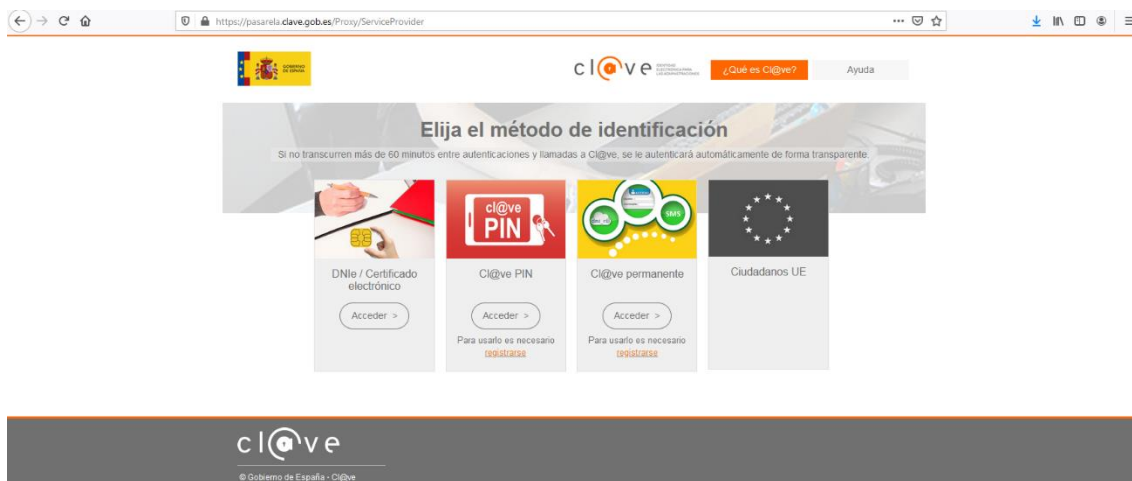 https://pasarela.clave.gob.es/Proxy/ServiceProvider
GOBIERNO
DE ESPAÑA
cl@ve
¿Qué es Cl@ve?
Ayuda
Elija el método de identificación
Si no transcurren más de 60 minutos entre autenticaciones y llamadas a Cl@ve, se le autenticará automáticamente de forma transparente.
cl@ve
PIN
SMS
DNIe / Certificado
electrónico
Acceder >
Cl@ve PIN
Acceder >
Para usarlo es necesario
registrarse
Cl@ve permanente
Acceder >
Para usarlo es necesario
registrarse
Ciudadanos UE
cl@ve
© Gobierno de España - Cl@ve